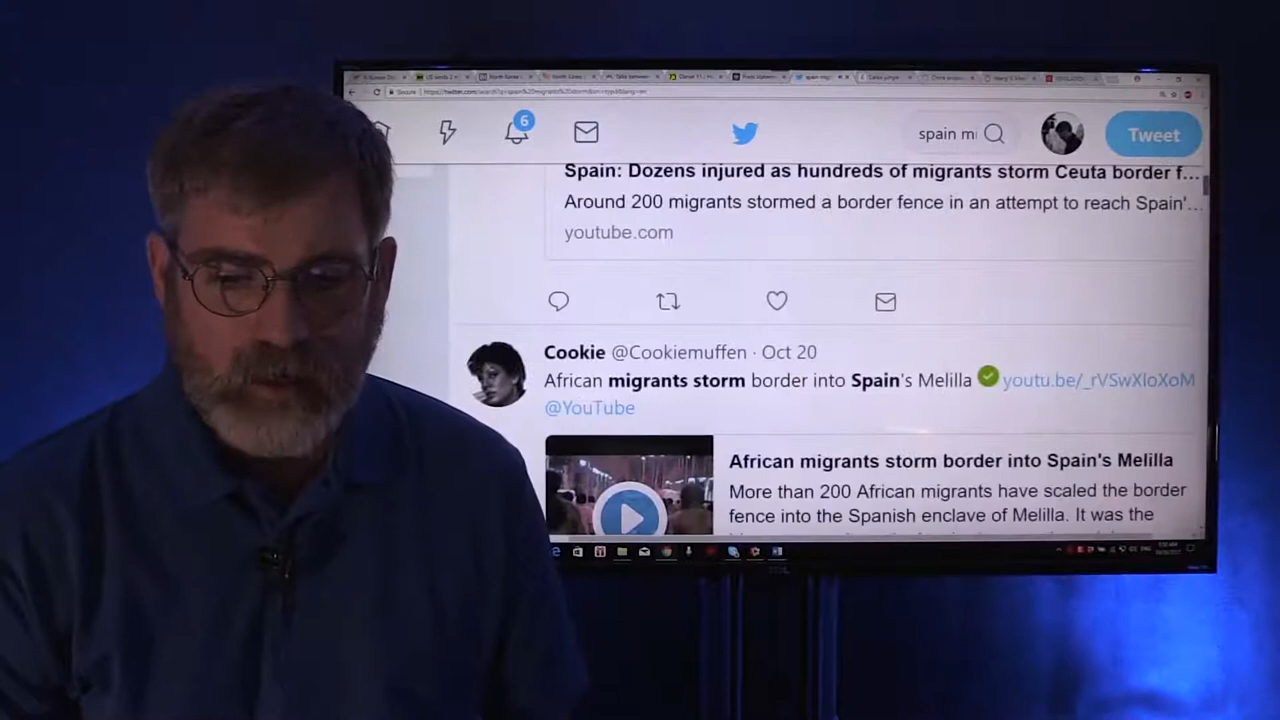 6
spain mi
Tweet
Spain: Dozens injured as hundreds of migrants storm Ceuta border f...
Around 200 migrants stormed a border fence in an attempt to reach Spain'...
youtube.com
Cookie @Cookiemuffen · Oct 20
African migrants storm border into Spain's Melilla youtu.be/_rVSwXloXoM
@YouTube
African migrants storm border into Spain's Melilla
More than 200 African migrants have scaled the border
fence into the Spanish enclave of Melilla. It was the